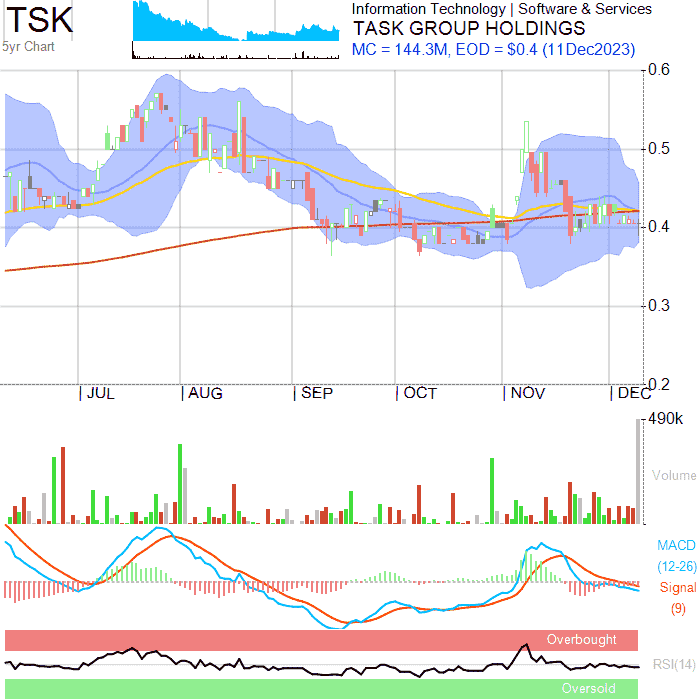 TSK
5yr Chart
Information Technology | Software & Services
TASK GROUP HOLDINGS
MC = 144.3M, EOD = $0.4 (11Dec2023)
0.6
0.5
0.4
0.3
0.2
| JUL | AUG | SEP | OCT | NOV | DEC
490k
Volume
MACD
(12-26)
Signal
(9)
Overbought
RSI(14)
Oversold